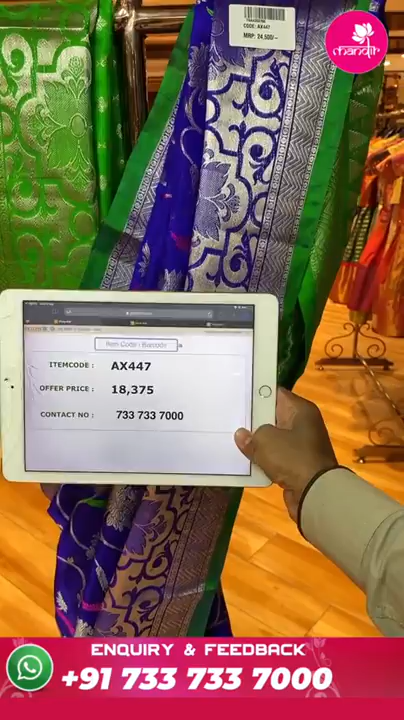 CODE: AX447
MRP: 24,500/-
mandir
Item Code / Barcode
ITEMCODE : AX447
OFFER PRICE : 18,375
CONTACT NO : 733 733 7000
ENQUIRY & FEEDBACK
+91 733 733 7000